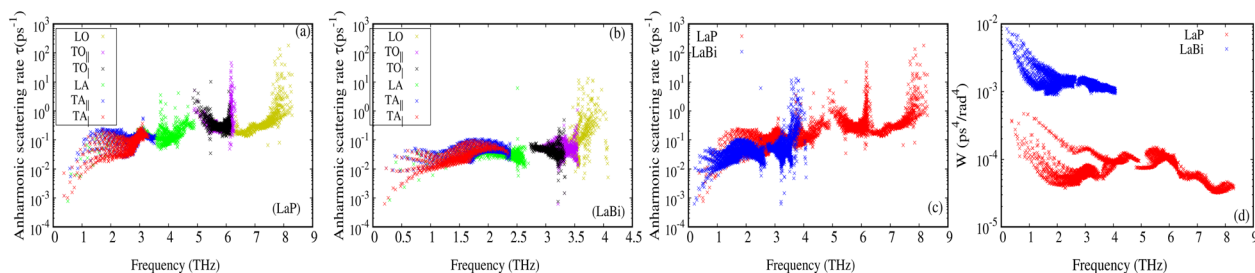 Anharmonic scattering rate τ(ps⁻¹)
10³
10²
10¹
10⁰
10⁻¹
10⁻²
10⁻³
10⁻⁴
(a)
LO
TO||
TO|
LA
TA||
TA|
(LaP)
0 1 2 3 4 5 6 7 8 9
Frequency (THz)
Anharmonic scattering rate τ(ps⁻¹)
10³
10²
10¹
10⁰
10⁻¹
10⁻²
10⁻³
10⁻⁴
(b)
LO
TO||
TO|
LA
TA||
TA|
(LaBi)
0 0.5 1 1.5 2 2.5 3 3.5 4 4.5
Frequency (THz)
Anharmonic scattering rate τ(ps⁻¹)
10³
10²
10¹
10⁰
10⁻¹
10⁻²
10⁻³
10⁻⁴
LaP
LaBi
(c)
0 1 2 3 4 5 6 7 8 9
Frequency (THz)
W (ps⁴/rad⁴)
10⁻²
10⁻³
10⁻⁴
10⁻⁵
LaP
LaBi
(d)
0 1 2 3 4 5 6 7 8 9
Frequency (THz)